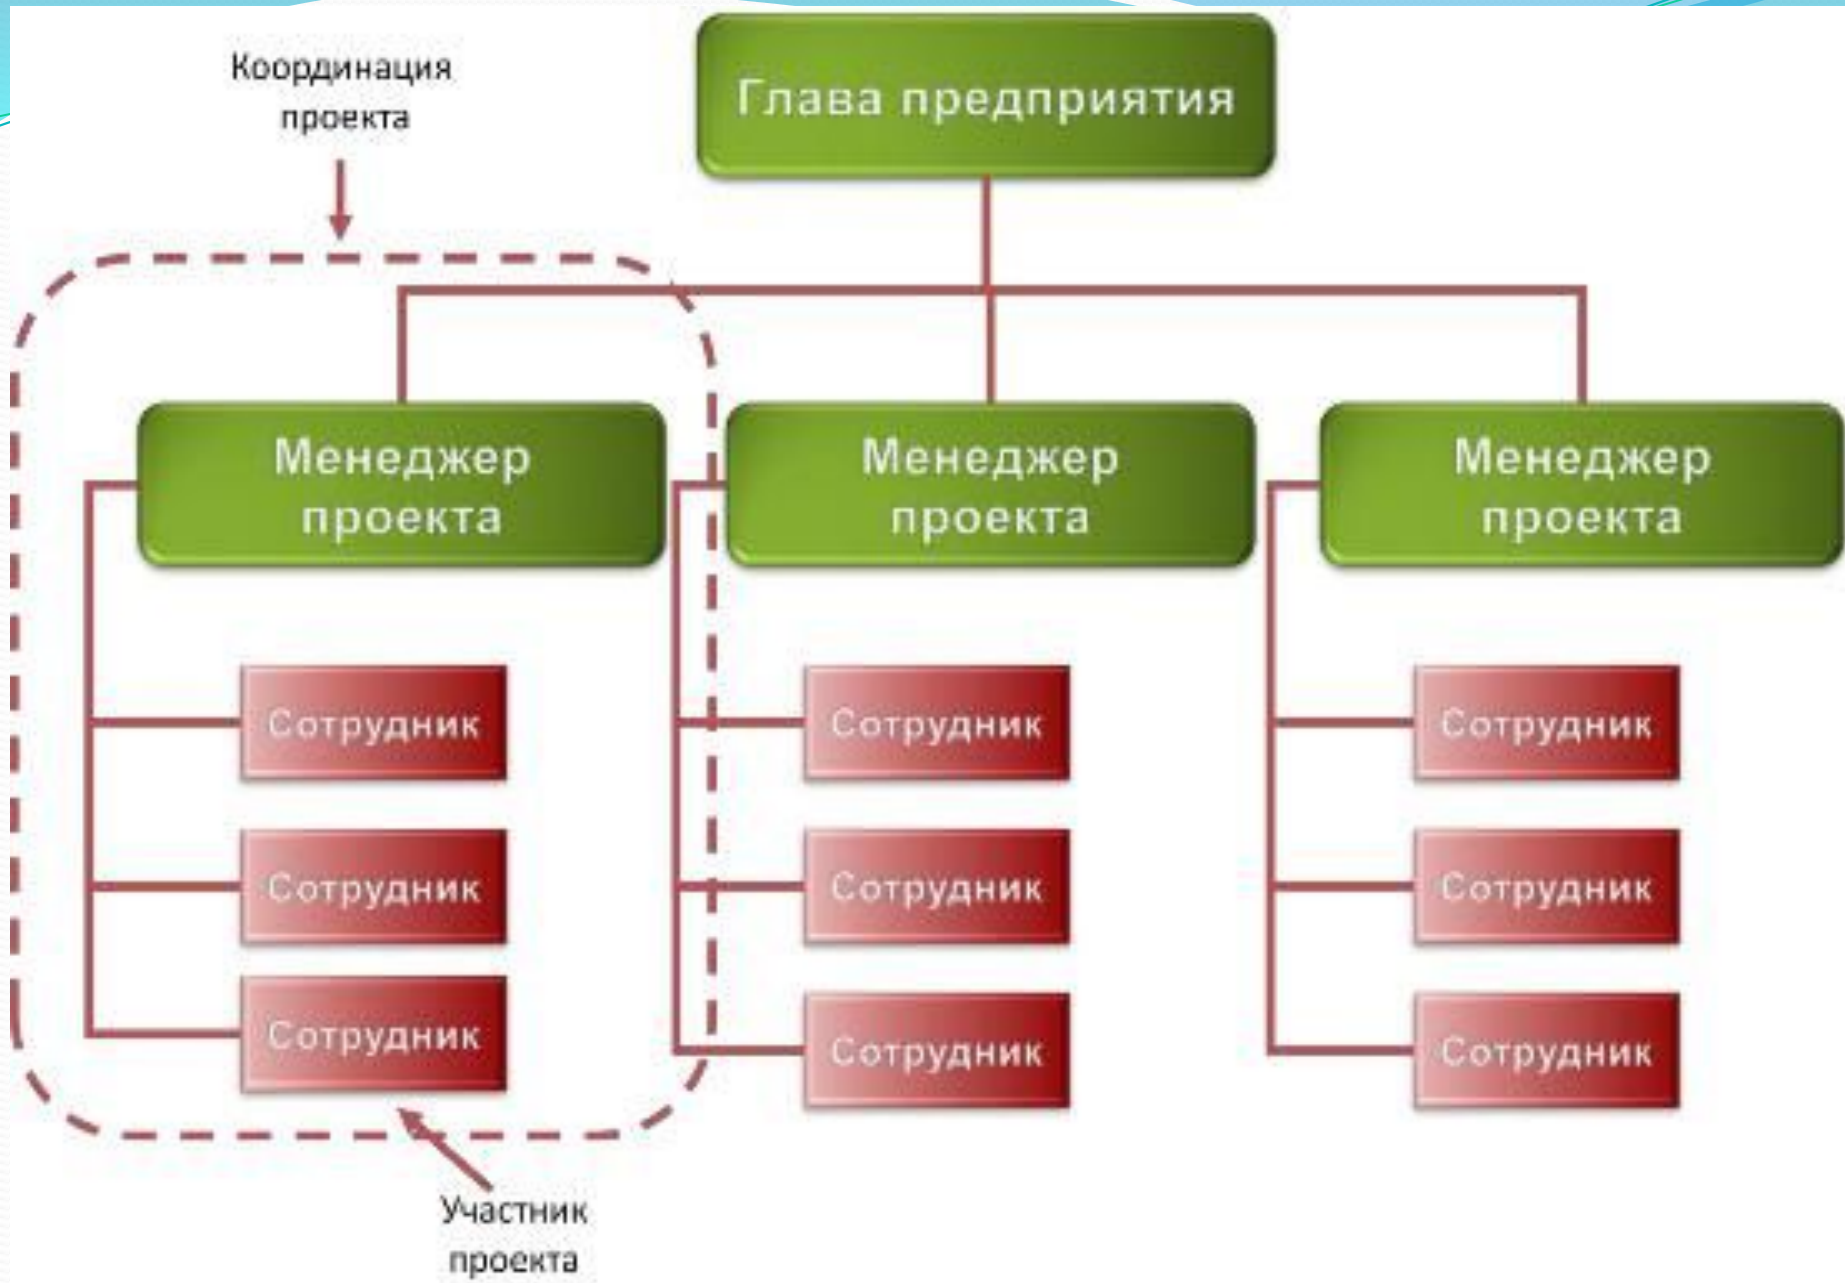 Координация
проекта
Глава предприятия
Менеджер
проекта
Менеджер
проекта
Менеджер
проекта
Сотрудник
Сотрудник
Сотрудник
Сотрудник
Сотрудник
Сотрудник
Сотрудник
Сотрудник
Сотрудник
Участник
проекта